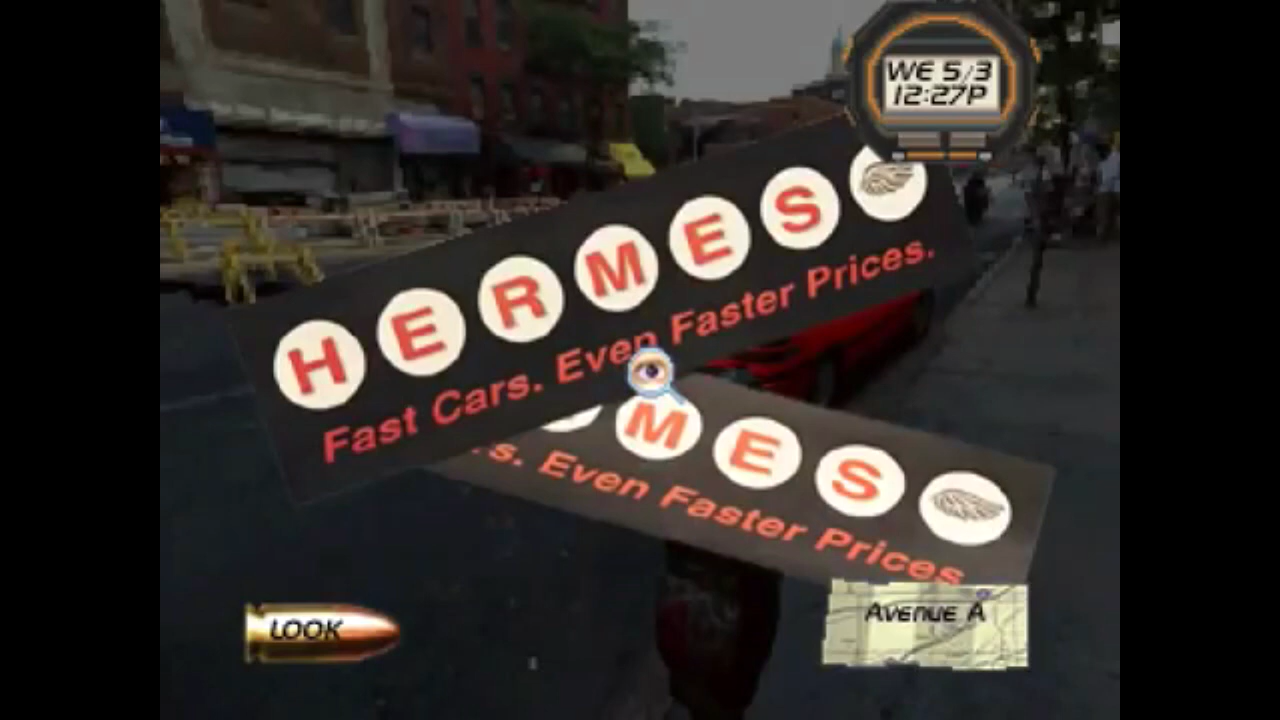 WE 5/3
12:27P
HERMES
Fast Cars. Even Faster Prices.
MES
s. Even Faster Prices
LOOK
Avenue A